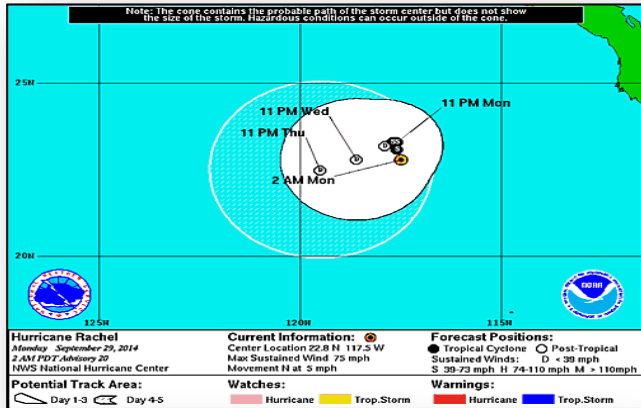 Note: The cone contains the probable path of the storm center but does not show
the size of the storm. Hazardous conditions can occur outside of the cone.
25N
11 PM Mon
11 PM Wed
11 PM Thu
2 AM Mon
20N
125W
120W
115W
NOAA
Hurricane Rachel
Monday September 29, 2014
2 AM PDT Advisory 20
NWS National Hurricane Center
Current Information:
Center Location 22.8 N 117.5 W
Max Sustained Wind 75 mph
Movement N at 5 mph
Forecast Positions:
Tropical Cyclone Post-Tropical
Sustained Winds: D < 39 mph
S 39-73 mph H 74-110 mph M > 110mph
Potential Track Area:
Day 1-3 Day 4-5
Watches:
Hurricane Trop.Storm
Warnings:
Hurricane Trop.Storm